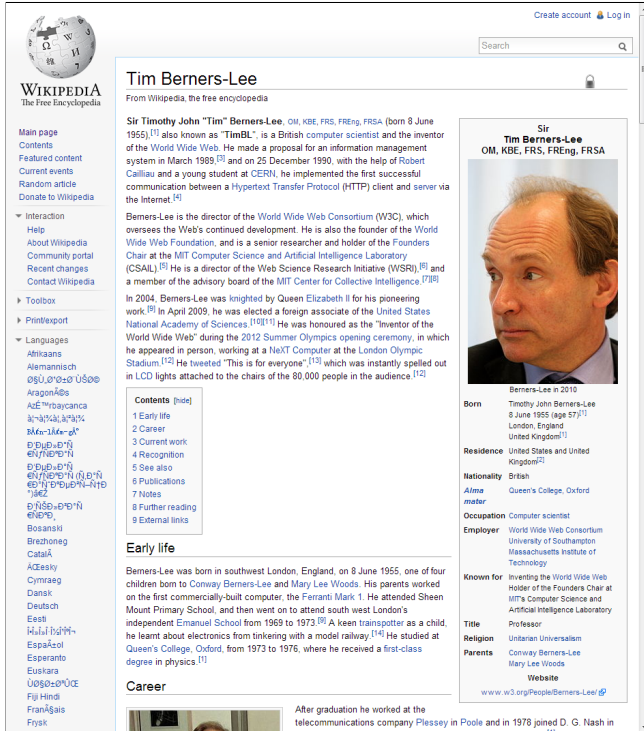 Create account Log in
Search
WIKIPEDIA
The Free Encyclopedia
Main page
Contents
Featured content
Current events
Random article
Donate to Wikipedia
Interaction
Help
About Wikipedia
Community portal
Recent changes
Contact Wikipedia
Toolbox
Print/export
Languages
Afrikaans
Alemannisch
Bosanski
Brezhoneg
CatalÃ
ÄŒesky
Cymraeg
Dansk
Deutsch
Eesti
EspaÃ±ol
Esperanto
Euskara
Fiji Hindi
FranÃ§ais
Frysk
Tim Berners-Lee
From Wikipedia, the free encyclopedia
Sir Timothy John "Tim" Berners-Lee, OM, KBE, FRS, FREng, FRSA (born 8 June
1955),[1] also known as "TimBL", is a British computer scientist and the inventor
of the World Wide Web. He made a proposal for an information management
system in March 1989,[3] and on 25 December 1990, with the help of Robert
Cailliau and a young student at CERN, he implemented the first successful
communication between a Hypertext Transfer Protocol (HTTP) client and server via
the Internet.[4]
Berners-Lee is the director of the World Wide Web Consortium (W3C), which
oversees the Web's continued development. He is also the founder of the World
Wide Web Foundation, and is a senior researcher and holder of the Founders
Chair at the MIT Computer Science and Artificial Intelligence Laboratory
(CSAIL).[5] He is a director of the Web Science Research Initiative (WSRI),[6] and
a member of the advisory board of the MIT Center for Collective Intelligence.[7][8]
In 2004, Berners-Lee was knighted by Queen Elizabeth II for his pioneering
work.[9] In April 2009, he was elected a foreign associate of the United States
National Academy of Sciences.[10][11] He was honoured as the "Inventor of the
World Wide Web" during the 2012 Summer Olympics opening ceremony, in which
he appeared in person, working at a NeXT Computer at the London Olympic
Stadium.[12] He tweeted "This is for everyone",[13] which was instantly spelled out
in LCD lights attached to the chairs of the 80,000 people in the audience.[12]
Contents [hide]
1 Early life
2 Career
3 Current work
4 Recognition
5 See also
6 Publications
7 Notes
8 Further reading
9 External links
Early life
Berners-Lee was born in southwest London, England, on 8 June 1955, one of four
children born to Conway Berners-Lee and Mary Lee Woods. His parents worked
on the first commercially-built computer, the Ferranti Mark 1. He attended Sheen
Mount Primary School, and then went on to attend south west London's
independent Emanuel School from 1969 to 1973.[9] A keen trainspotter as a child,
he learnt about electronics from tinkering with a model railway.[14] He studied at
Queen's College, Oxford, from 1973 to 1976, where he received a first-class
degree in physics.[1]
Career
After graduation he worked at the
telecommunications company Plessey in Poole and in 1978 joined D. G. Nash in
Sir
Tim Berners-Lee
OM, KBE, FRS, FREng, FRSA
Berners-Lee in 2010
Born Timothy John Berners-Lee
8 June 1955 (age 57)[1]
London, England
United Kingdom[1]
Residence United States and United
Kingdom[2]
Nationality British
Alma Queen's College, Oxford
mater
Occupation Computer scientist
Employer World Wide Web Consortium
University of Southampton
Massachusetts Institute of
Technology
Known for Inventing the World Wide Web
Holder of the Founders Chair at
MIT's Computer Science and
Artificial Intelligence Laboratory
Title Professor
Religion Unitarian Universalism
Parents Conway Berners-Lee
Mary Lee Woods
Website
www.w3.org/People/Berners-Lee/